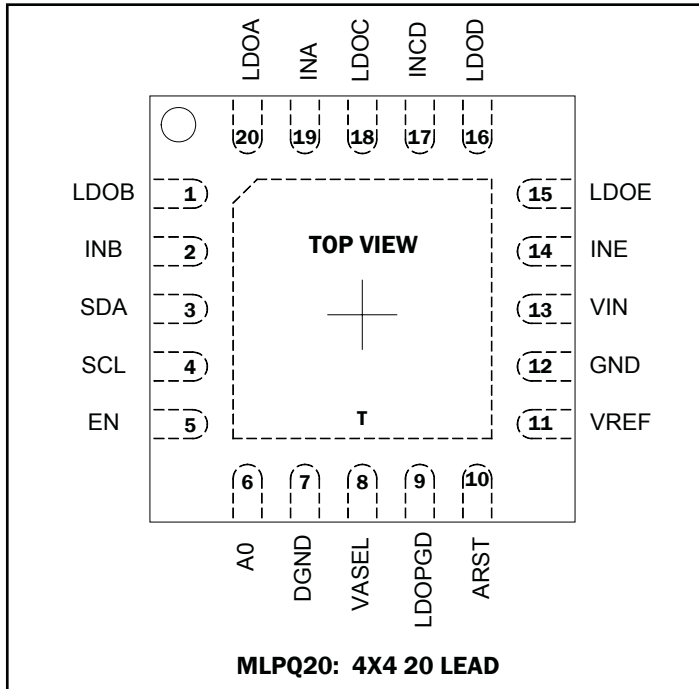 LDOA
INA
LDOC
INCD
LDOD
20
19
18
17
16
LDOB 1
INB 2
SDA 3
SCL 4
EN 5
TOP VIEW
T
15 LDOE
14 INE
13 VIN
12 GND
11 VREF
6
7
8
9
10
A0
DGND
VASEL
LDOPGD
ARST
MLPQ20: 4X4 20 LEAD